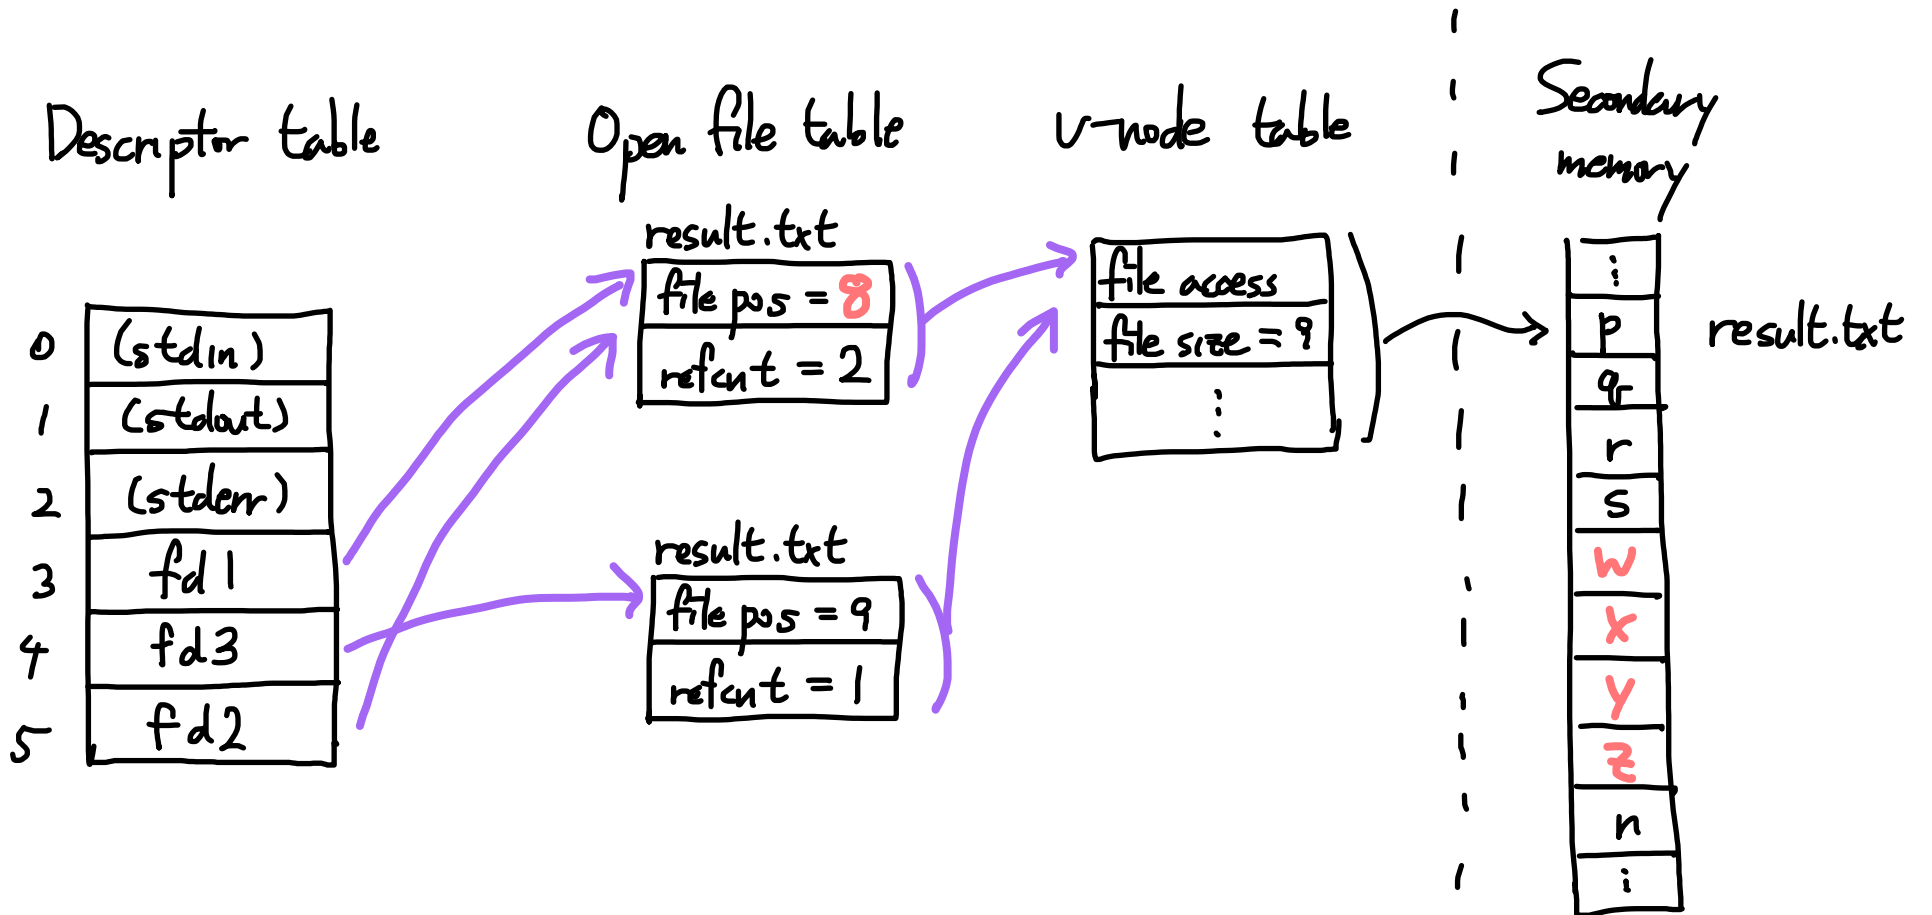 Descriptor table
0 (stdin)
1 (stdout)
2 (stderr)
3 fd1
4 fd3
5 fd2
Open file table
result.txt
file pos = 8
refcnt = 2
result.txt
file pos = 9
refcnt = 1
v-node table
file access
file size = 9
⋮
Secondary
memory
result.txt
⋮
p
q
r
s
w
x
y
z
n
⋮